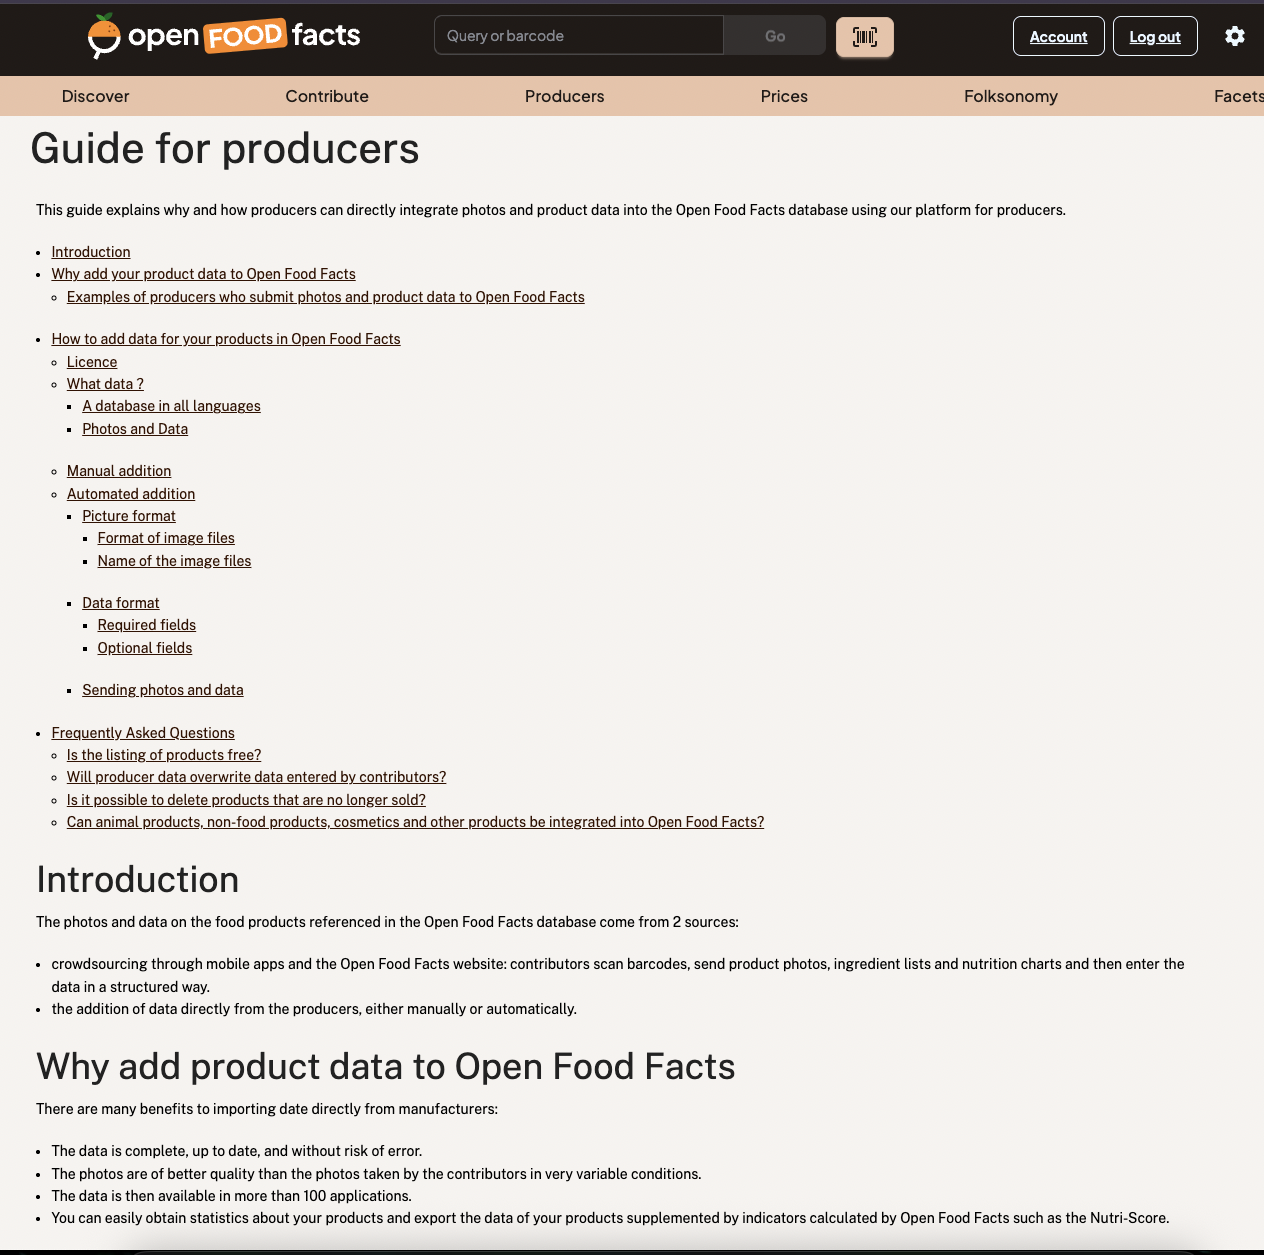 open FOOD facts
Query or barcode
Go
Account
Log out
Discover
Contribute
Producers
Prices
Folksonomy
Facets
Guide for producers
This guide explains why and how producers can directly integrate photos and product data into the Open Food Facts database using our platform for producers.
Introduction
Why add your product data to Open Food Facts
Examples of producers who submit photos and product data to Open Food Facts
How to add data for your products in Open Food Facts
Licence
What data ?
A database in all languages
Photos and Data
Manual addition
Automated addition
Picture format
Format of image files
Name of the image files
Data format
Required fields
Optional fields
Sending photos and data
Frequently Asked Questions
Is the listing of products free?
Will producer data overwrite data entered by contributors?
Is it possible to delete products that are no longer sold?
Can animal products, non-food products, cosmetics and other products be integrated into Open Food Facts?
Introduction
The photos and data on the food products referenced in the Open Food Facts database come from 2 sources:
crowdsourcing through mobile apps and the Open Food Facts website: contributors scan barcodes, send product photos, ingredient lists and nutrition charts and then enter the
data in a structured way.
the addition of data directly from the producers, either manually or automatically.
Why add product data to Open Food Facts
There are many benefits to importing date directly from manufacturers:
The data is complete, up to date, and without risk of error.
The photos are of better quality than the photos taken by the contributors in very variable conditions.
The data is then available in more than 100 applications.
You can easily obtain statistics about your products and export the data of your products supplemented by indicators calculated by Open Food Facts such as the Nutri-Score.